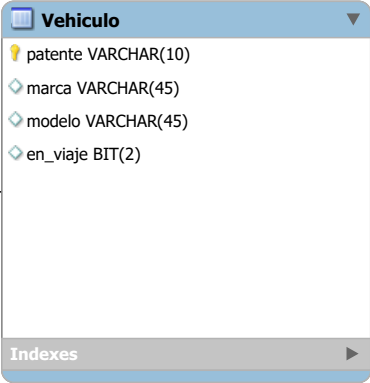 Vehiculo
patente VARCHAR(10)
marca VARCHAR(45)
modelo VARCHAR(45)
en_viaje BIT(2)
Indexes